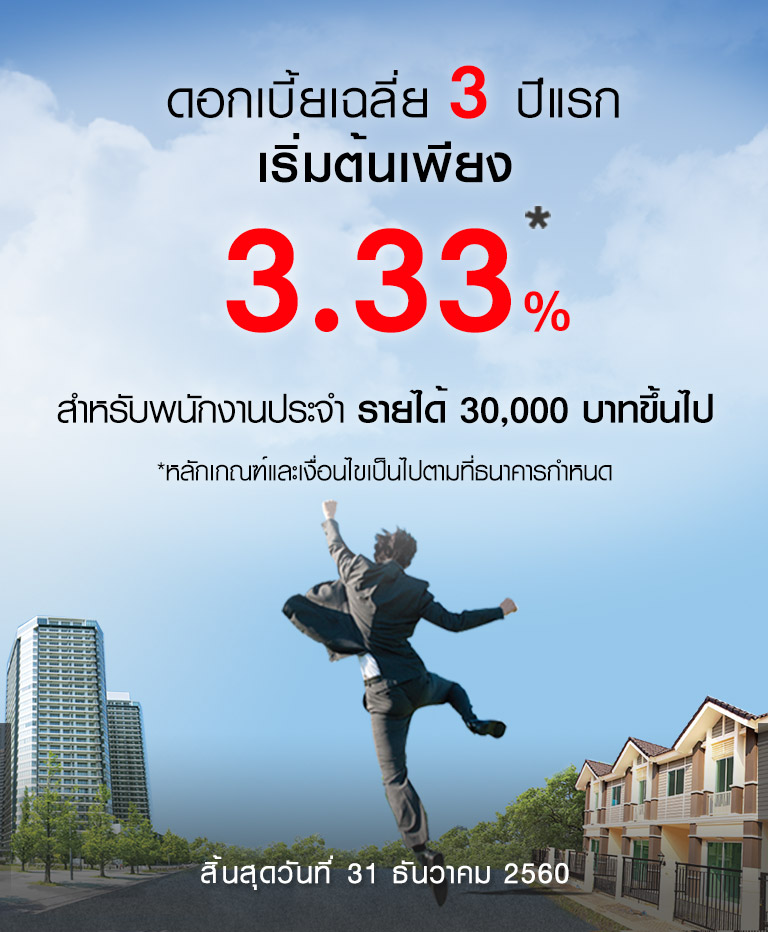 ดอกเบี้ยเฉลี่ย 3 ปีแรก
เริ่มต้นเพียง
3.33%*
สำหรับพนักงานประจำ รายได้ 30,000 บาทขึ้นไป
*หลักเกณฑ์และเงื่อนไขเป็นไปตามที่ธนาคารกำหนด
สิ้นสุดวันที่ 31 ธันวาคม 2560